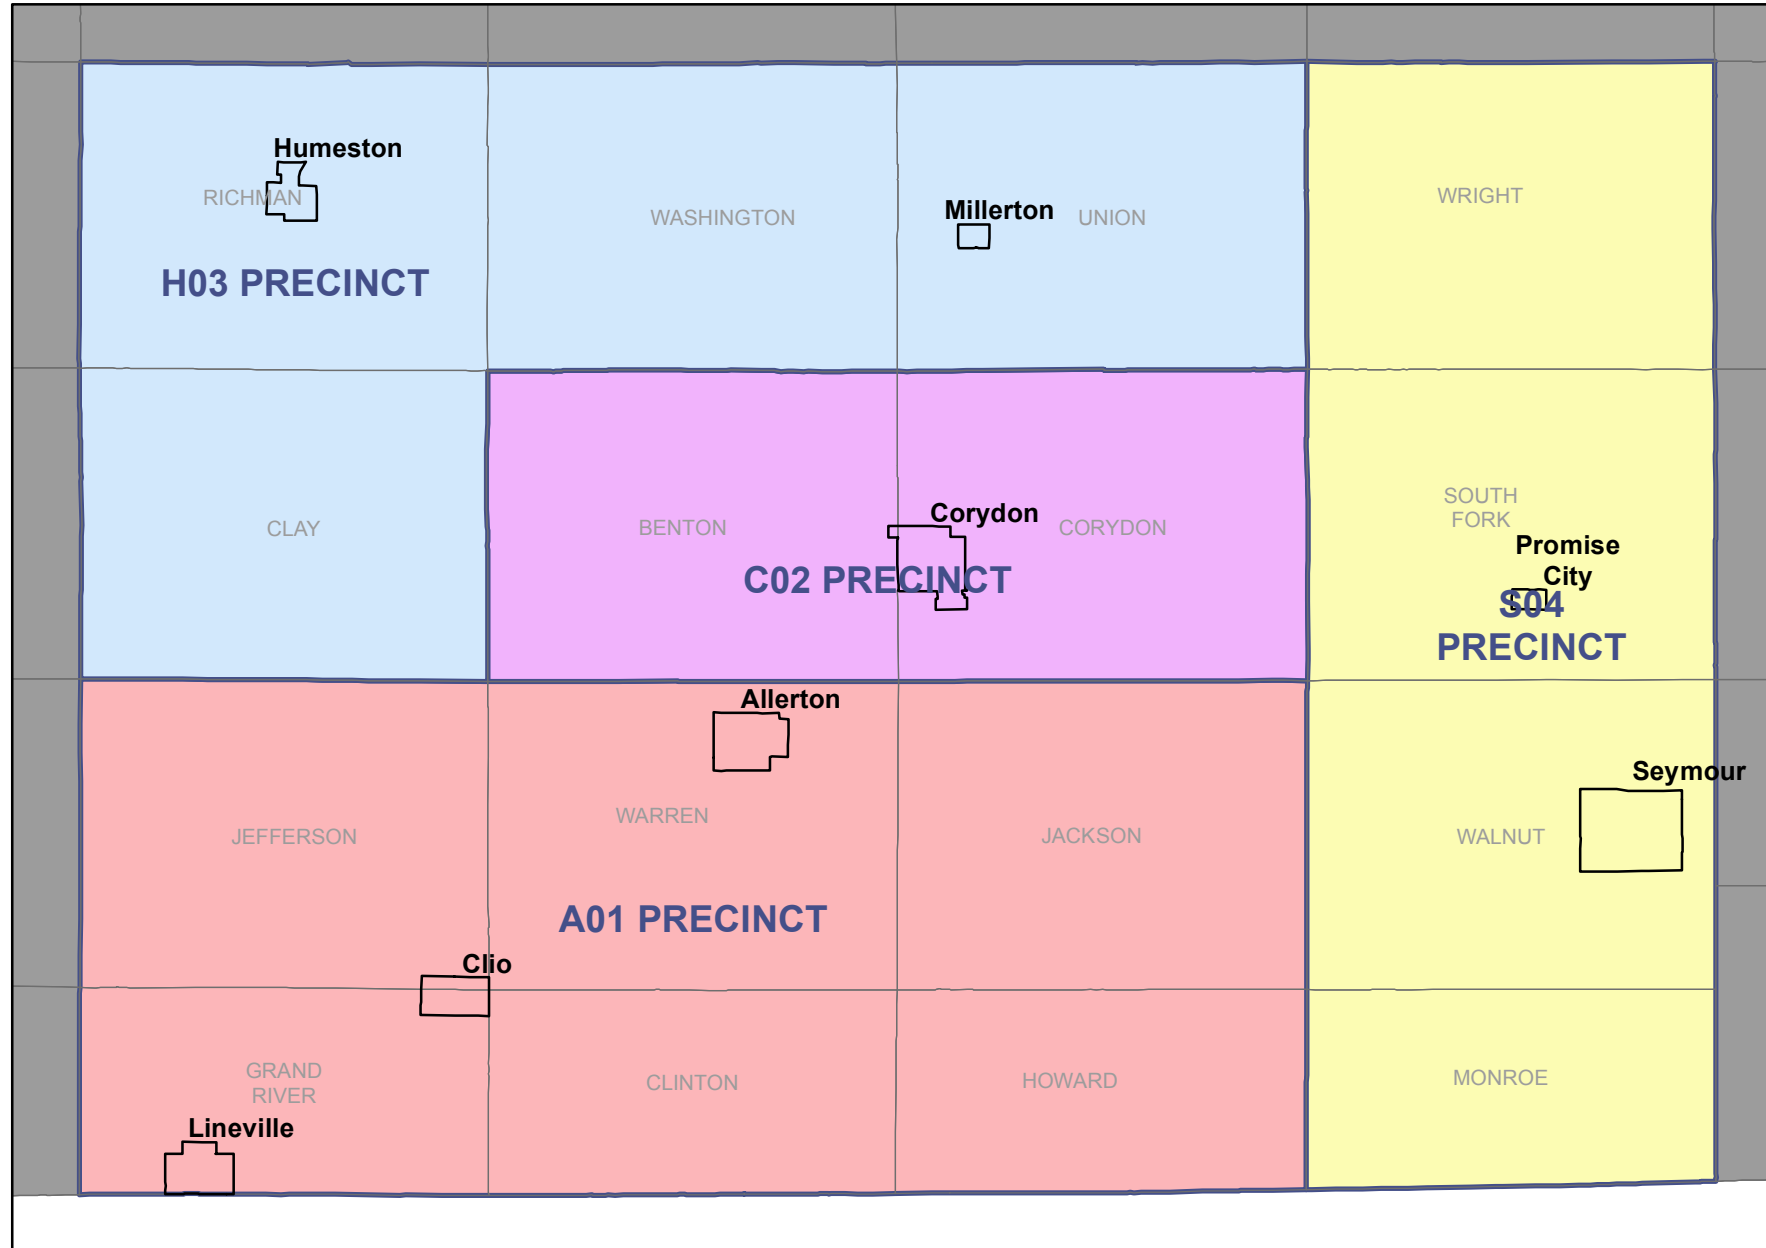 Humeston
RICHMAN
WASHINGTON
Millerton
UNION
WRIGHT
H03 PRECINCT
CLAY
BENTON
Corydon
CORYDON
SOUTH
FORK
Promise
City
C02 PRECINCT
S04
PRECINCT
Allerton
Seymour
JEFFERSON
WARREN
JACKSON
WALNUT
A01 PRECINCT
Clio
GRAND
RIVER
CLINTON
HOWARD
MONROE
Lineville